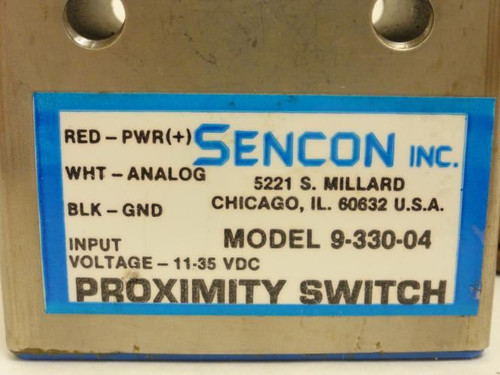 RED - PWR(+) SENCON INC.
WHT - ANALOG 5221 S. MILLARD
BLK - GND CHICAGO, IL. 60632 U.S.A.
INPUT MODEL 9-330-04
VOLTAGE - 11-35 VDC
PROXIMITY SWITCH